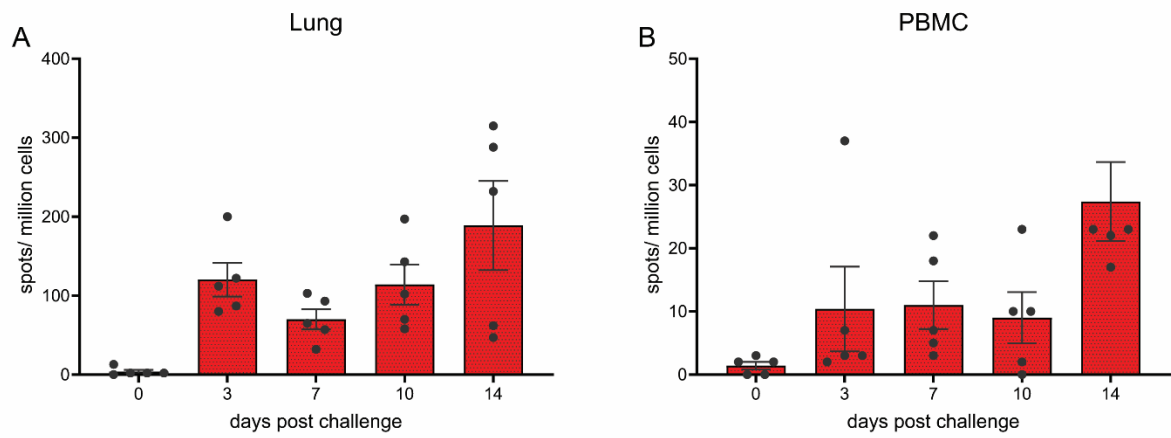 A
Lung
spots/ million cells
400
300
200
100
0
0 3 7 10 14
days post challenge
B
PBMC
spots/ million cells
50
40
30
20
10
0
0 3 7 10 14
days post challenge